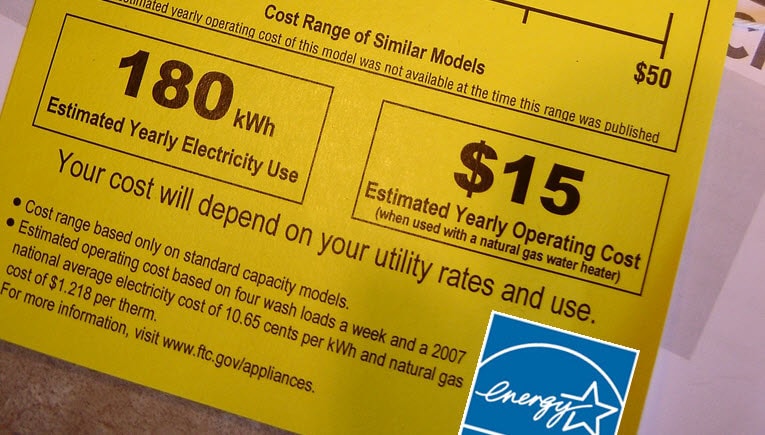 Cost Range of Similar Models
yearly operating cost of this model was not available at the time this range was published
$50
180 kWh
Estimated Yearly Electricity Use
$15
Estimated Yearly Operating Cost
(when used with a natural gas water heater)
Your cost will depend on your utility rates and use.
• Cost range based only on standard capacity models.
• Estimated operating cost based on four wash loads a week and a 2007
national average electricity cost of 10.65 cents per kWh and natural gas
cost of $1.218 per therm.
For more information, visit www.ftc.gov/appliances.
energy